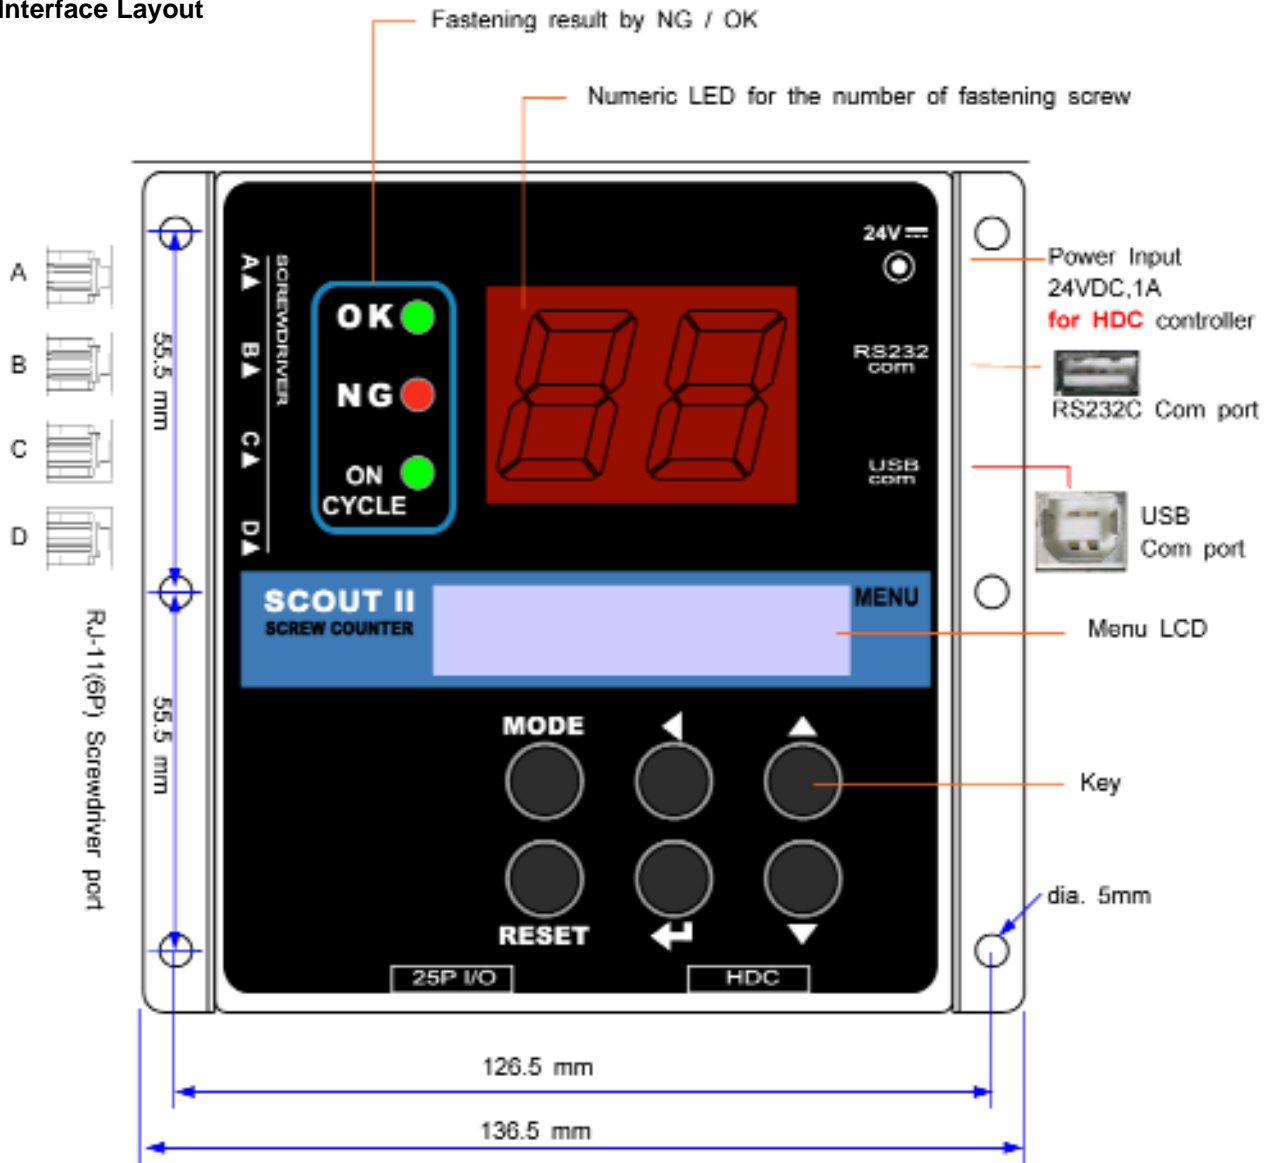 Interface Layout
Fastening result by NG / OK
Numeric LED for the number of fastening screw
24V
A
B
C
D
SCREWDRIVER
A
B
C
D
OK
NG
ON
CYCLE
RS232
com
USB
com
Power Input
24VDC,1A
for HDC controller
RS232C Com port
USB
Com port
55.5 mm
SCOUT II
SCREW COUNTER
MENU
Menu LCD
RJ-11(6P) Screwdriver port
55.5 mm
MODE
Key
RESET
dia. 5mm
25P I/O
HDC
126.5 mm
136.5 mm